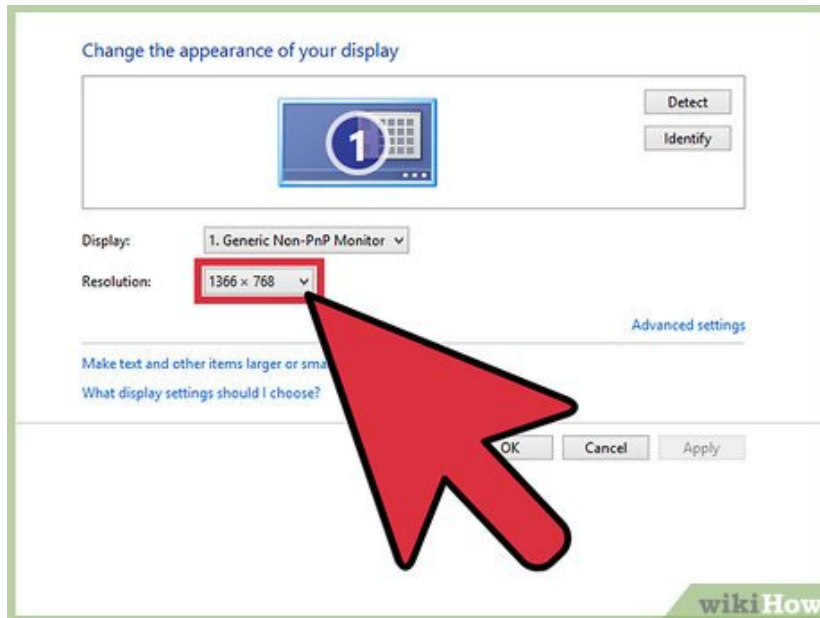 Change the appearance of your display
1
Detect
Identify
Display: 1. Generic Non-PnP Monitor
Resolution: 1366 × 768
Advanced settings
Make text and other items larger or
What display settings should I choose?
OK Cancel Apply
wikiHow